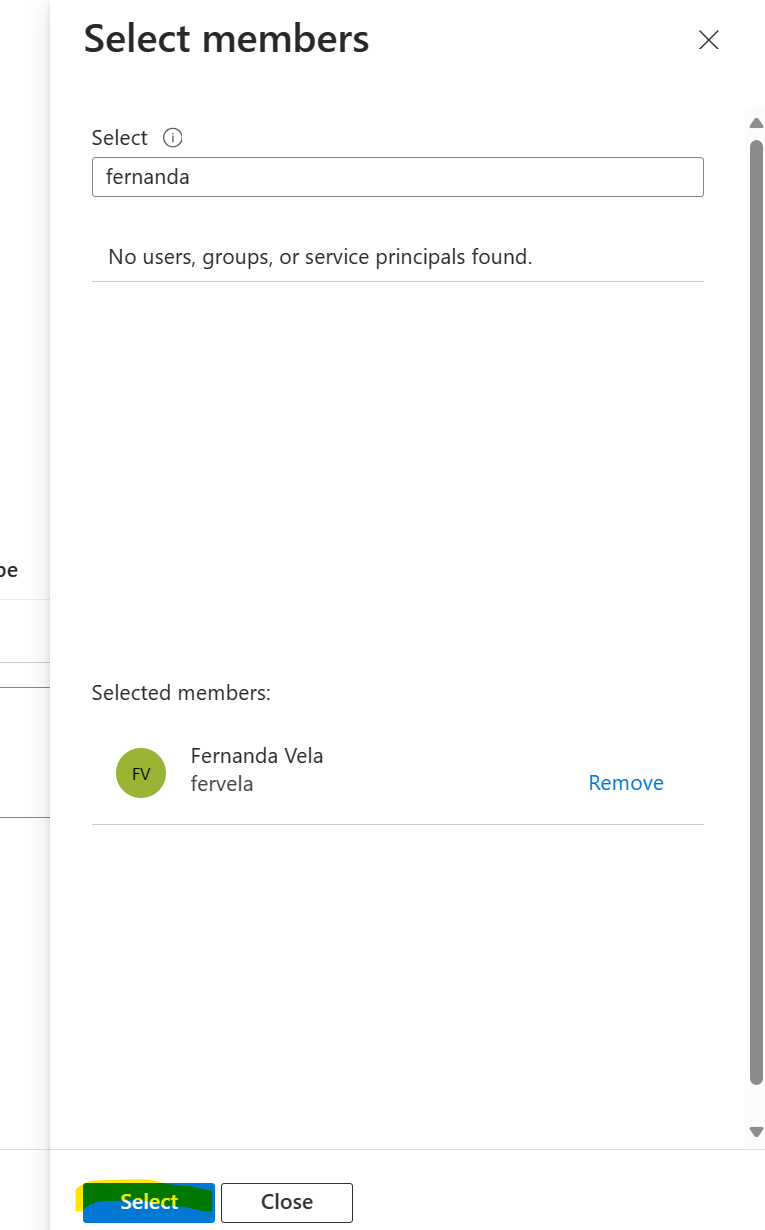 Select members
Select
fernanda
No users, groups, or service principals found.
pe
Selected members:
FV
Fernanda Vela
fervela
Remove
Select
Close